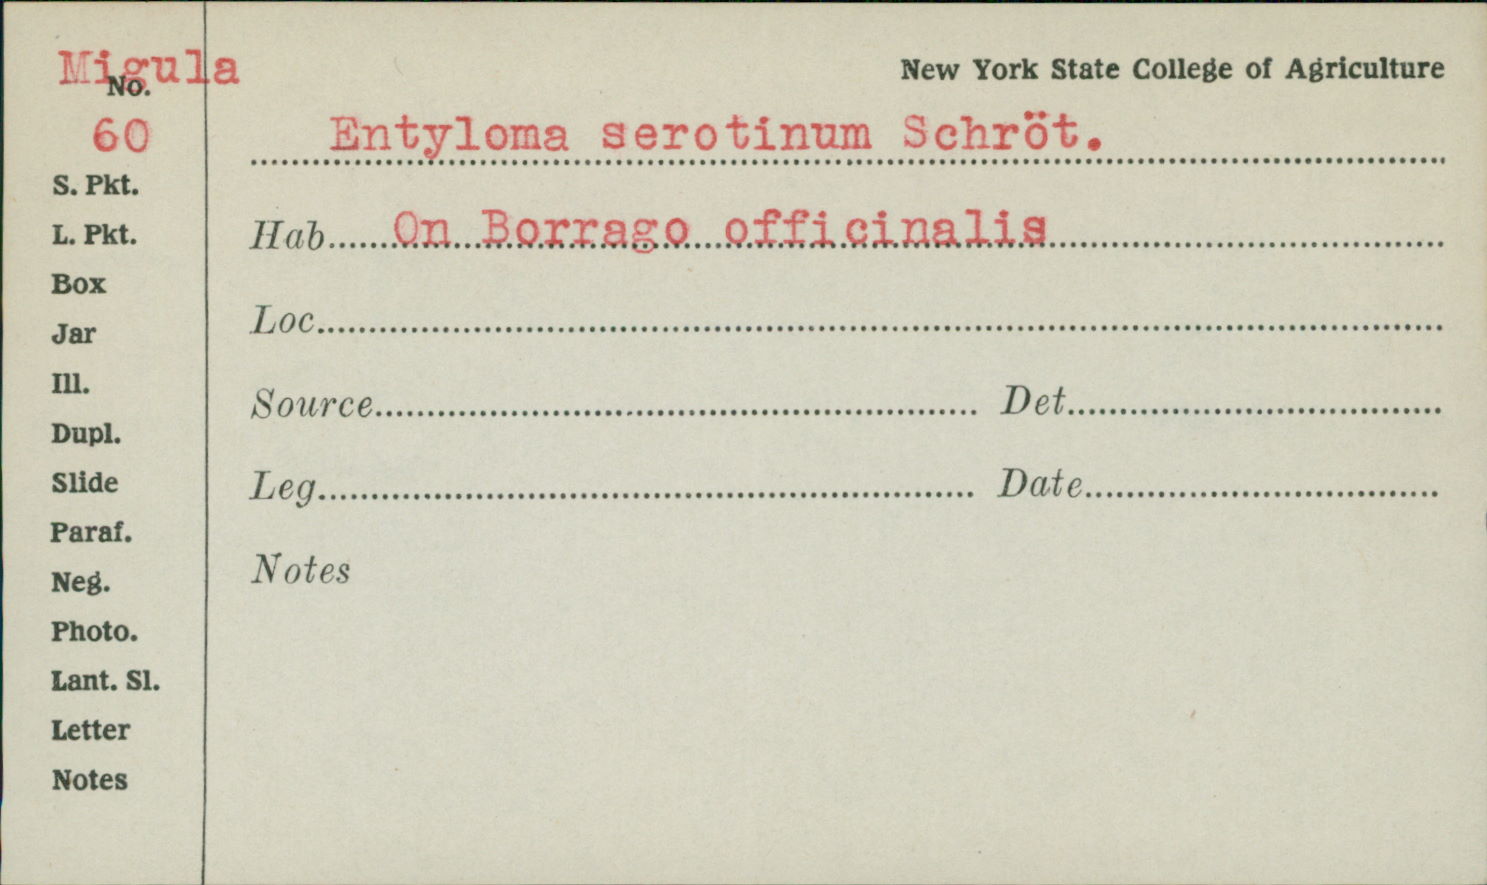 Migula
No.
60
New York State College of Agriculture
Entyloma serotinum Schröt.
S. Pkt.
L. Pkt.
Box
Jar
Ill.
Dupl.
Slide
Paraf.
Neg.
Photo.
Lant. Sl.
Letter
Notes
Hab......On Borrago officinalis
Loc.
Source. Det.
Leg. Date.
Notes